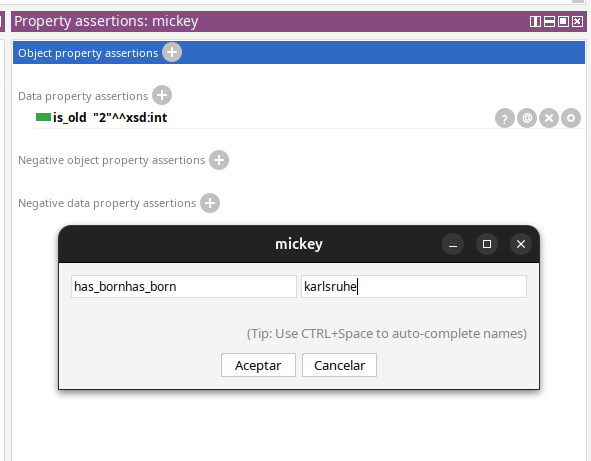 Property assertions: mickey
Object property assertions
Data property assertions
is_old "2"^^xsd:int
? @
Negative object property assertions
Negative data property assertions
mickey
has_bornhas_born karlsruhe
(Tip: Use CTRL+Space to auto-complete names)
Aceptar Cancelar